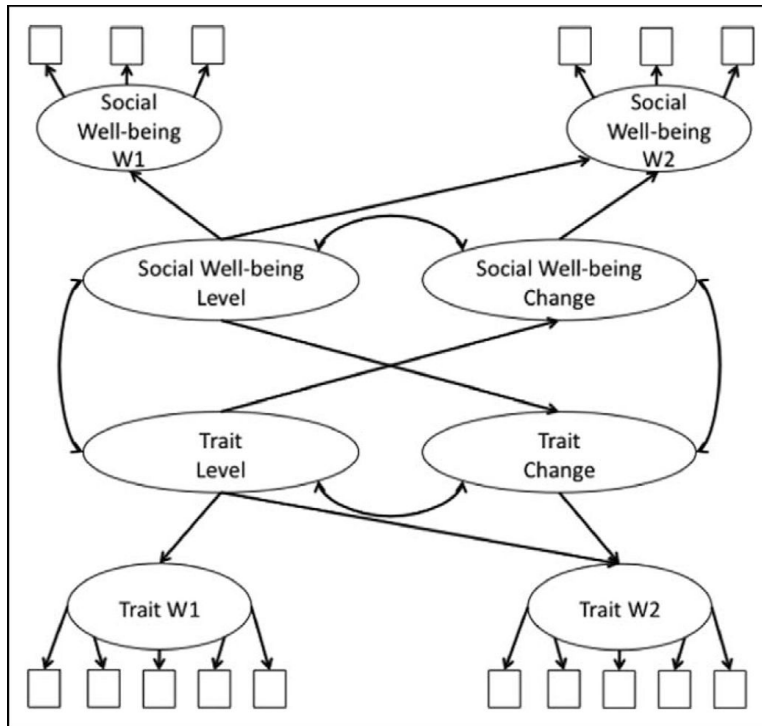 Social
Well-being
W1
Social
Well-being
W2
Social Well-being
Level
Social Well-being
Change
Trait
Level
Trait
Change
Trait W1
Trait W2